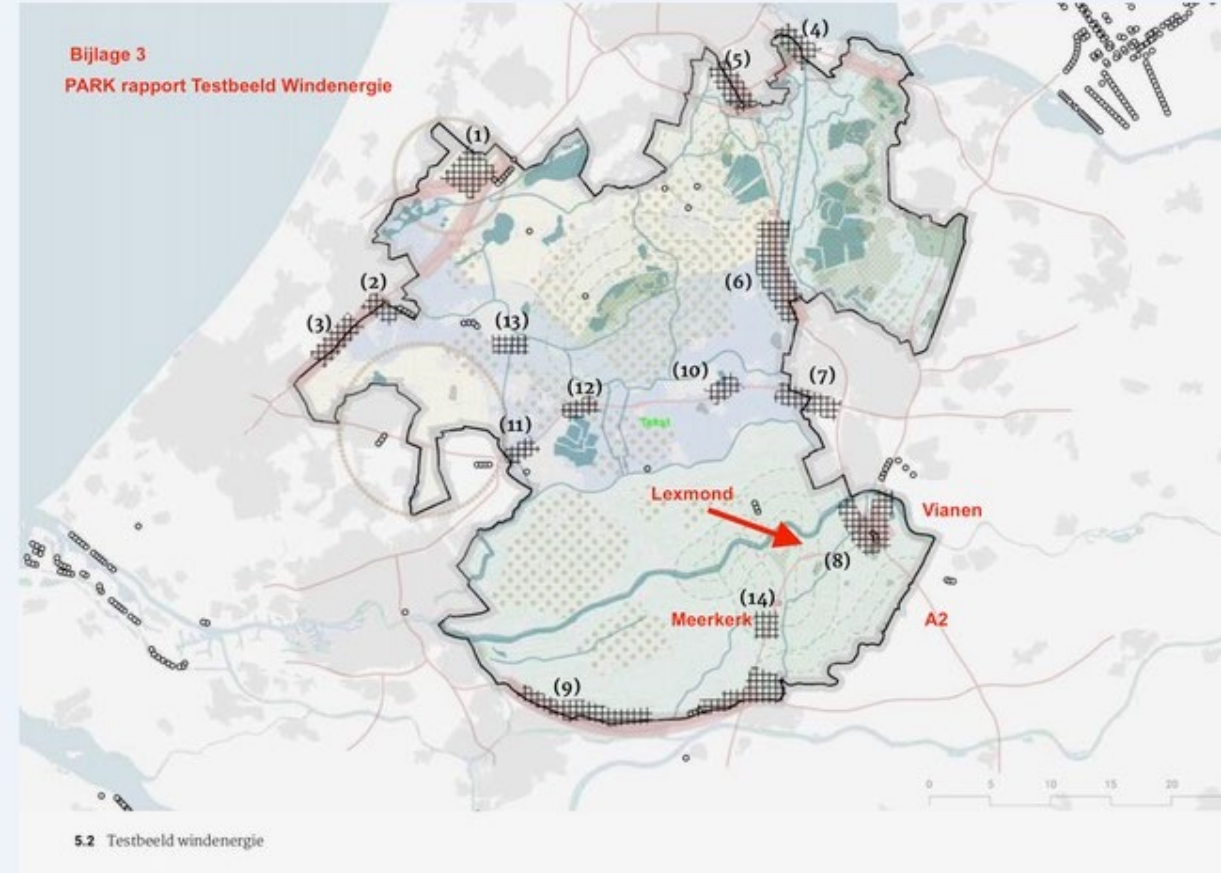 Bijlage 3
PARK rapport Testbeeld Windenergie
(4)
(5)
(1)
(6)
(2)
(3)
(13)
(10)
(7)
(12)
(11)
Tekst
Lexmond
Vianen
(8)
(14)
Meerkerk
A2
(9)
0 5 10 15 20
5.2 Testbeeld windenergie